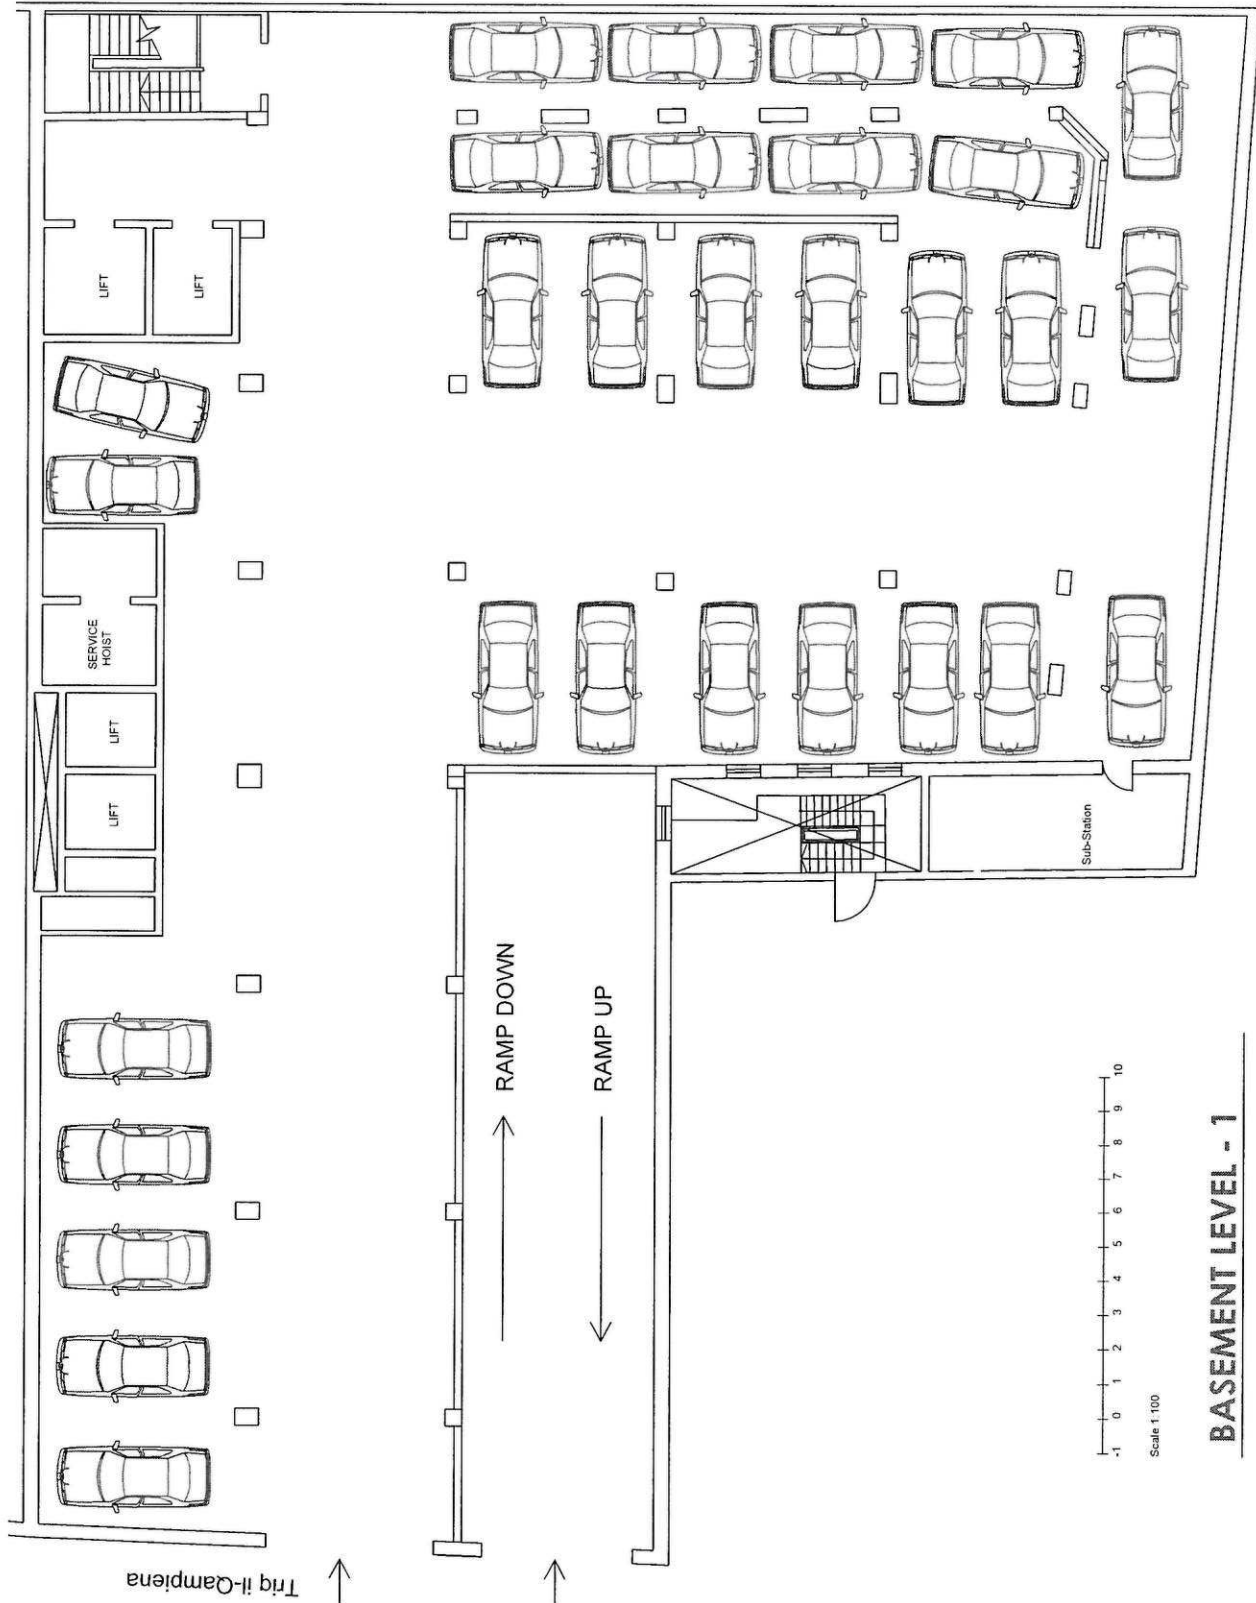 LIFT
LIFT
SERVICE
HOIST
LIFT
LIFT
RAMP DOWN
RAMP UP
Sub-Station
Triq il-Qampiena
-1 0 1 2 3 4 5 6 7 8 9 10
Scale 1:100
BASEMENT LEVEL - 1